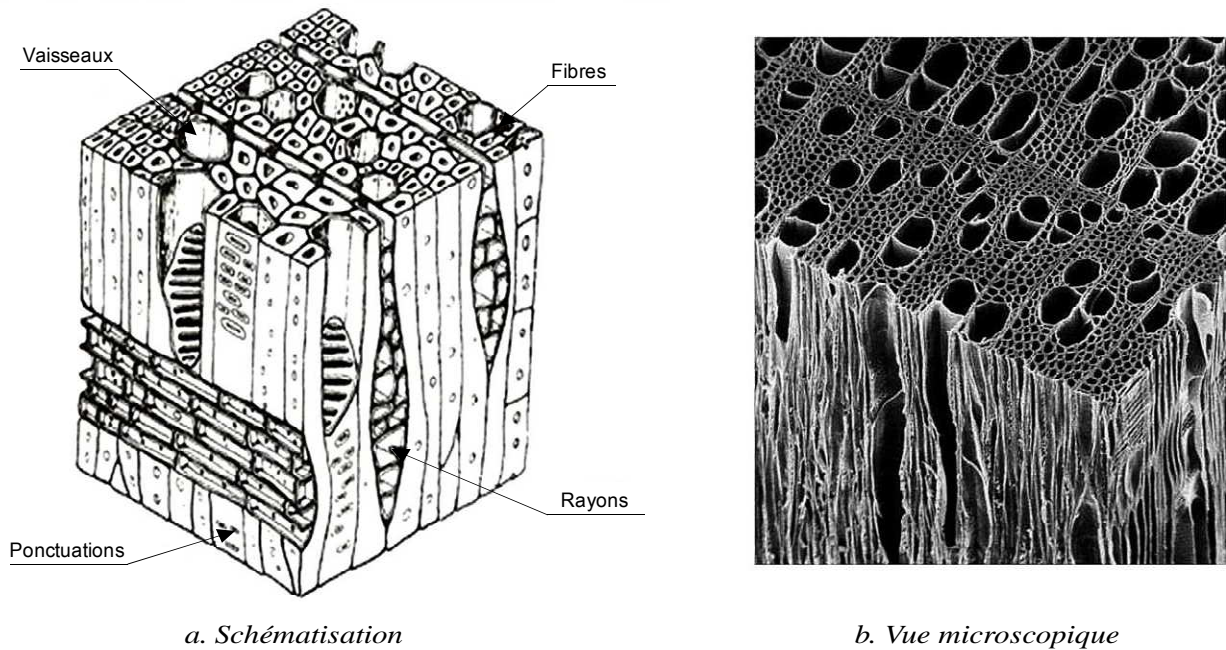 Vaisseaux
Fibres
Rayons
Ponctuations
a. Schématisation
b. Vue microscopique